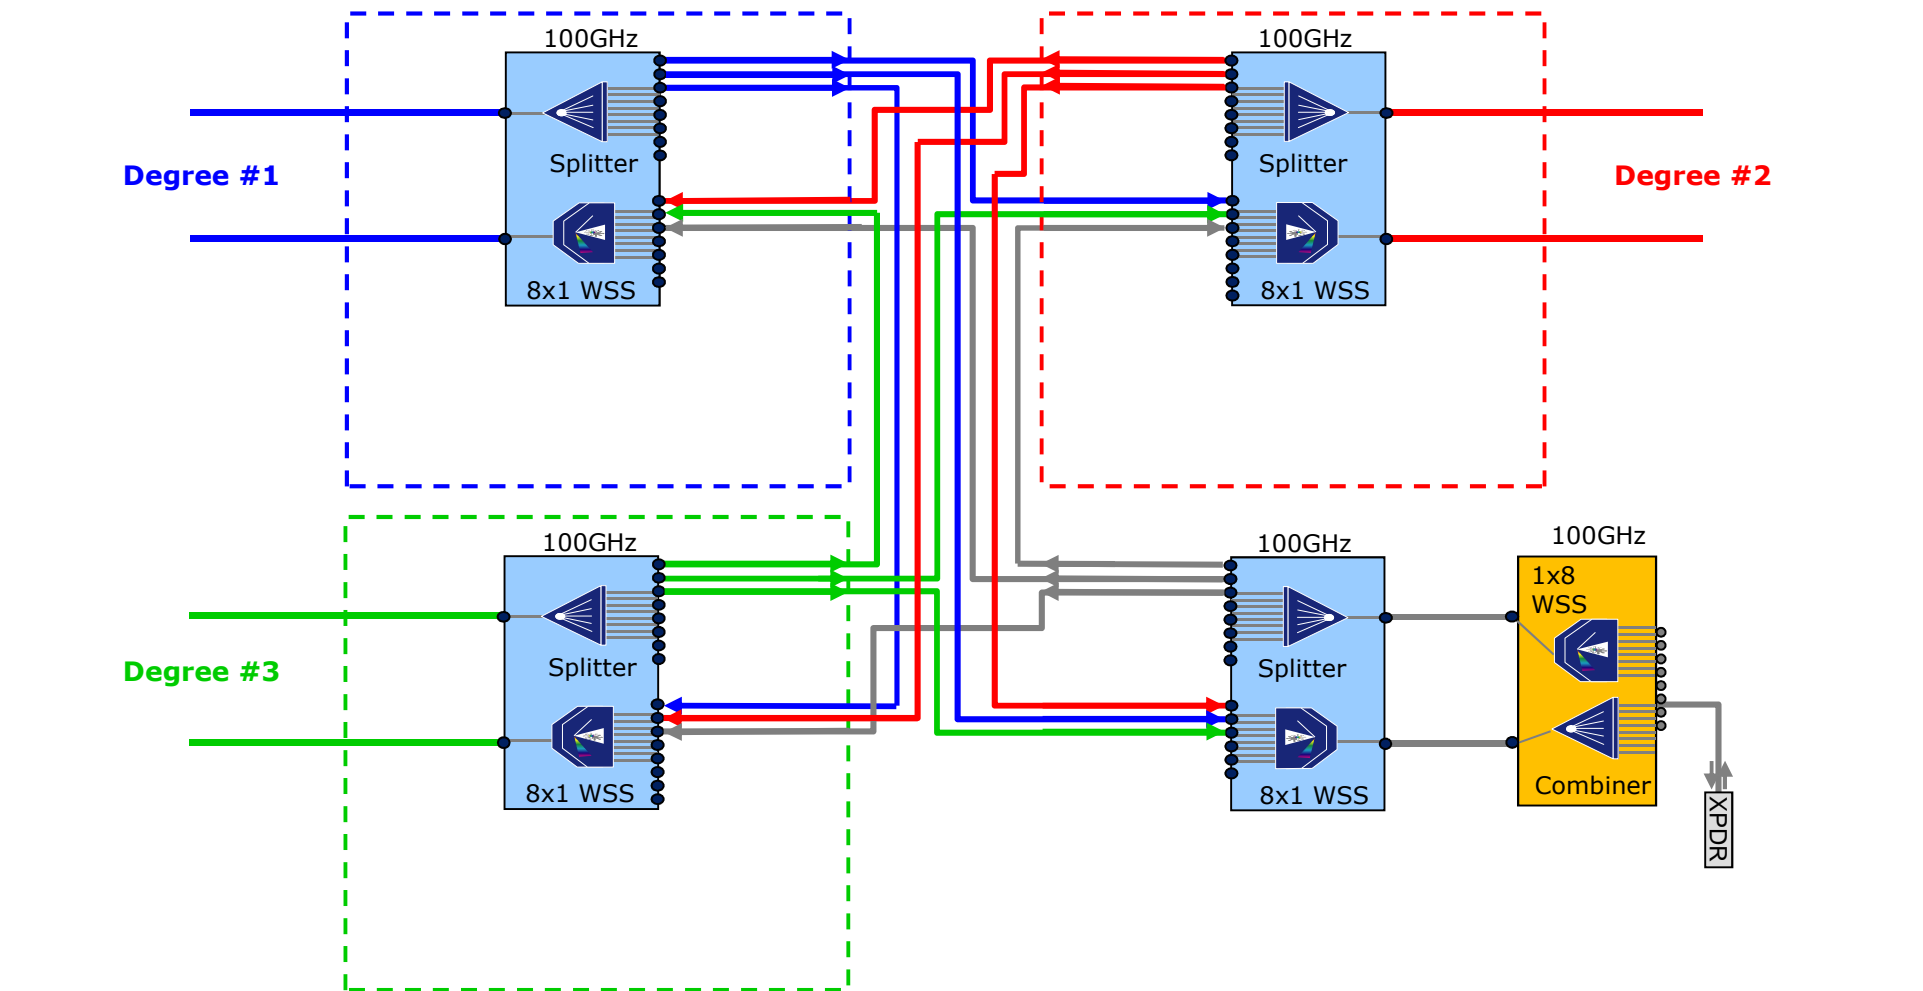 100GHz
Splitter
8x1 WSS
Degree #1
100GHz
Splitter
8x1 WSS
Degree #2
100GHz
Splitter
8x1 WSS
Degree #3
100GHz
Splitter
8x1 WSS
100GHz
1x8
WSS
Combiner
XPDR